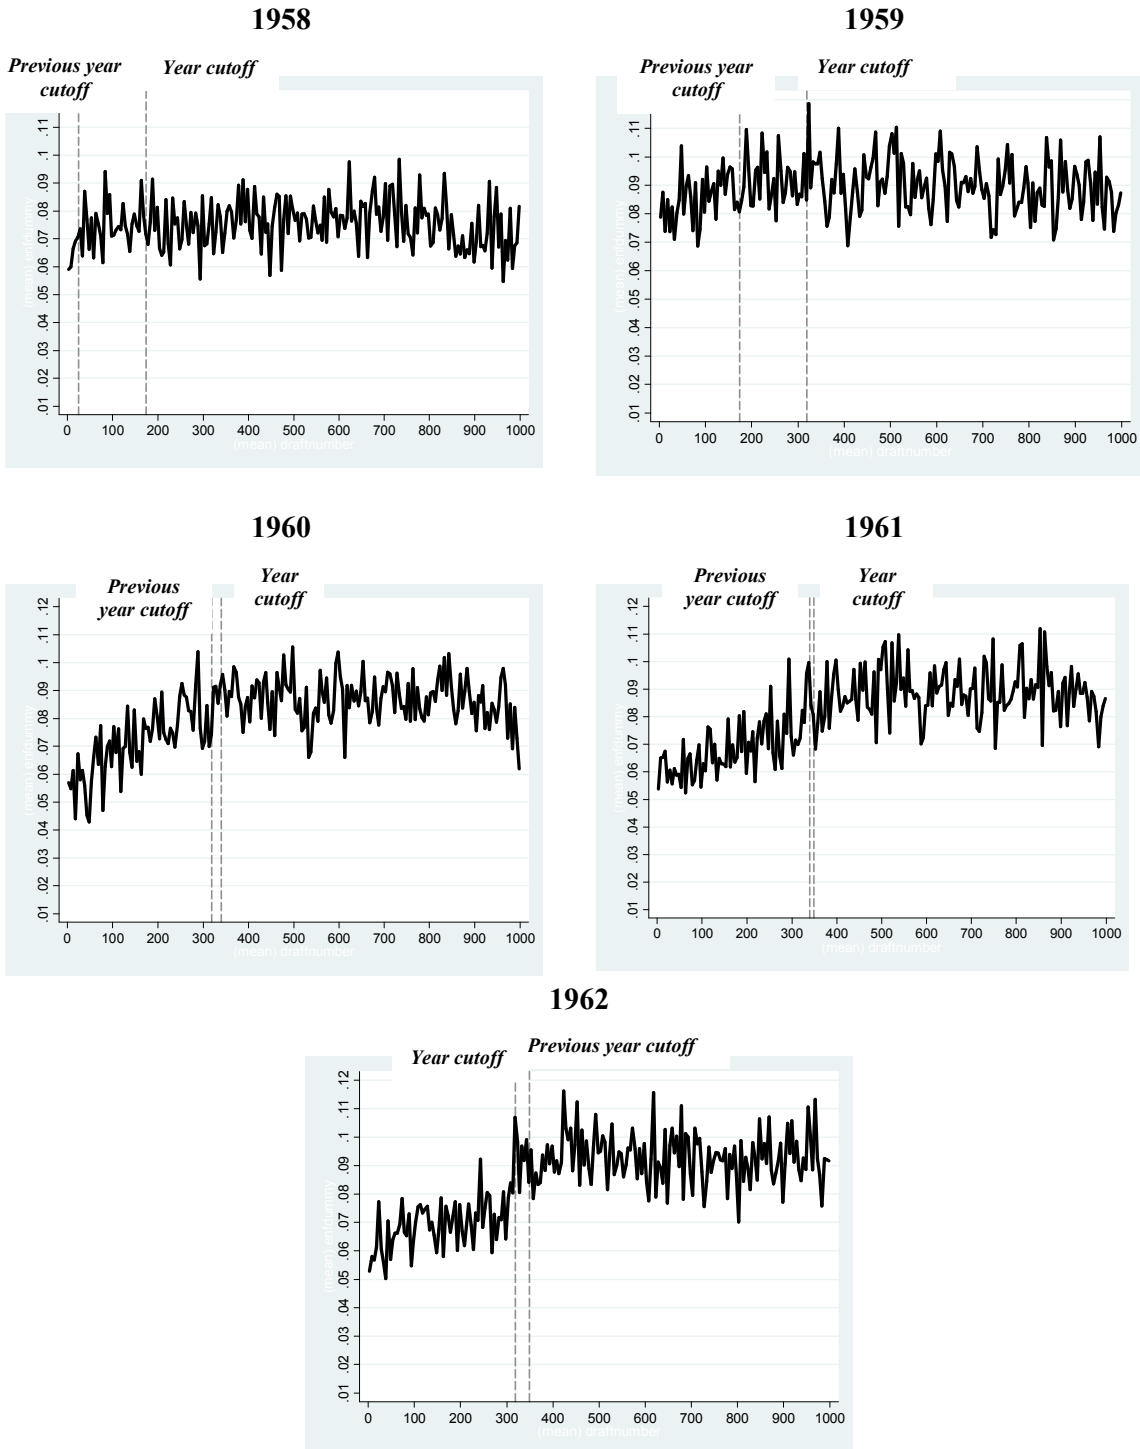 1958
1959
Previous year
cutoff
Year cutoff
Previous year
cutoff
Year cutoff
.01 .02 .03 .04 .05 .06 .07 .08 .09 .1 .11
(mean) enfdummy
0 100 200 300 400 500 600 700 800 900 1000
(mean) draftnumber
.01 .02 .03 .04 .05 .06 .07 .08 .09 .1 .11
(mean) enfdummy
0 100 200 300 400 500 600 700 800 900 1000
(mean) draftnumber
1960
1961
Previous
year cutoff
Year
cutoff
Previous
year cutoff
Year
cutoff
.01 .02 .03 .04 .05 .06 .07 .08 .09 .1 .11 .12
(mean) enfdummy
0 100 200 300 400 500 600 700 800 900 1000
(mean) draftnumber
.01 .02 .03 .04 .05 .06 .07 .08 .09 .1 .11 .12
(mean) enfdummy
0 100 200 300 400 500 600 700 800 900 1000
(mean) draftnumber
1962
Year cutoff
Previous year cutoff
.01 .02 .03 .04 .05 .06 .07 .08 .09 .1 .11 .12
(mean) enfdummy
0 100 200 300 400 500 600 700 800 900 1000
(mean) draftnumber